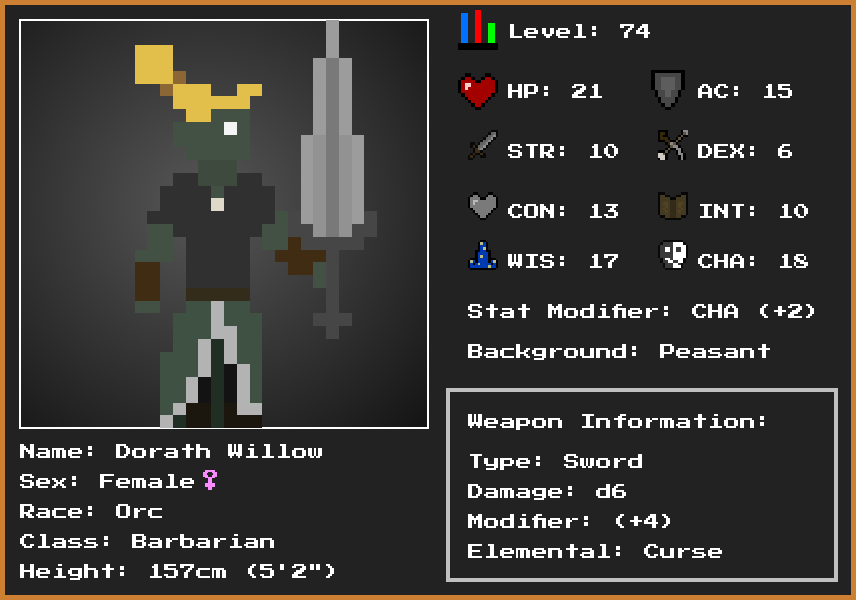 Level: 74
HP: 21 AC: 15
STR: 10 DEX: 6
CON: 13 INT: 10
WIS: 17 CHA: 18
Stat Modifier: CHA (+2)
Background: Peasant
Weapon Information:
Type: Sword
Damage: d6
Modifier: (+4)
Elemental: Curse
Name: Dorath Willow
Sex: Female♀
Race: Orc
Class: Barbarian
Height: 157cm (5'2")